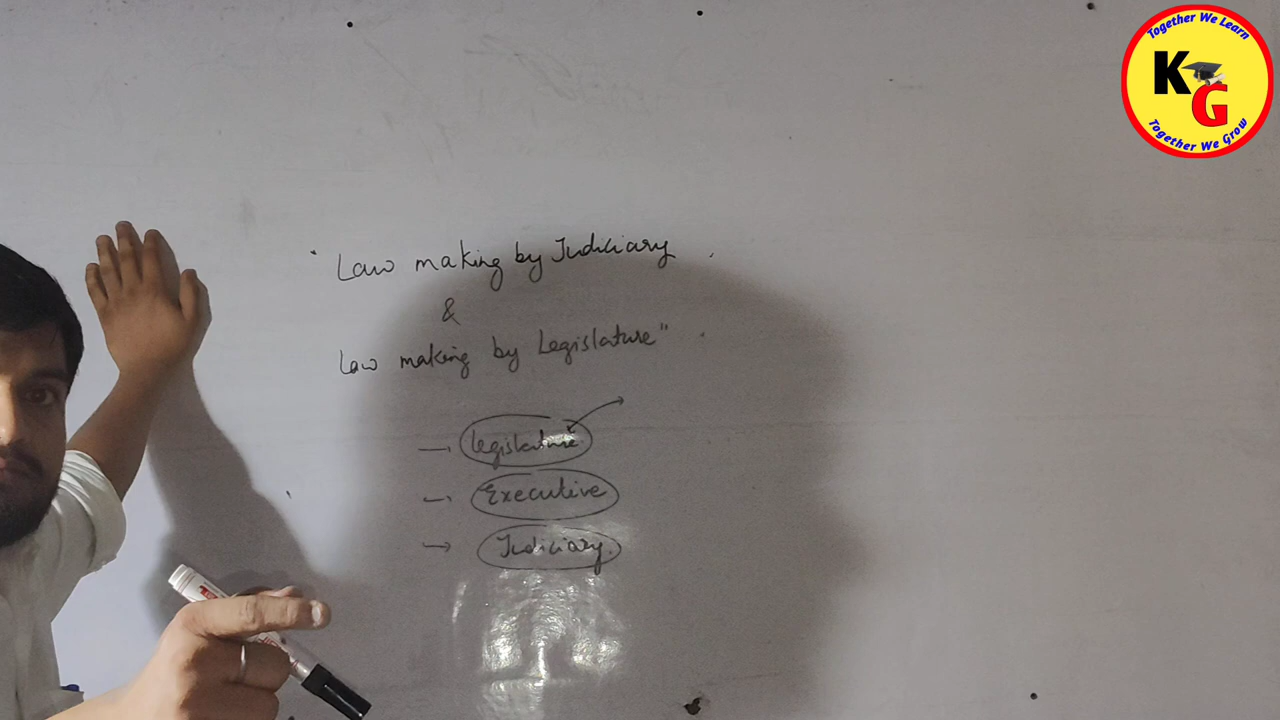 "Law making by Judiciary
&
Law making by Legislature"
→ Legislature
→ Executive
→ Judiciary
Together We Learn
KG
Together We Grow